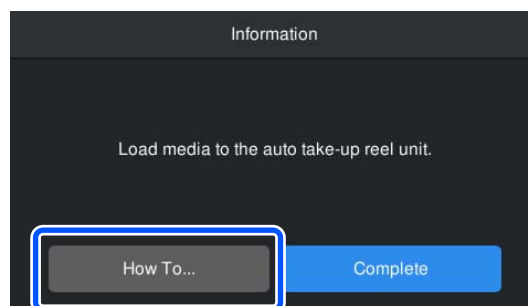 Information
Load media to the auto take-up reel unit.
How To...
Complete